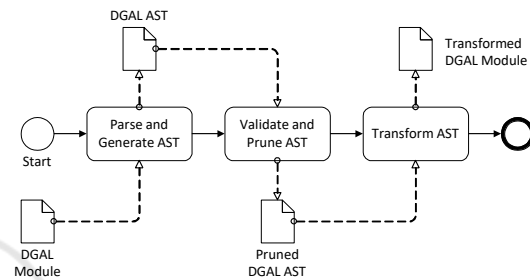 DGAL AST
Transformed
DGAL Module
Start
Parse and
Generate AST
Validate and
Prune AST
Transform AST
DGAL
Module
Pruned
DGAL AST